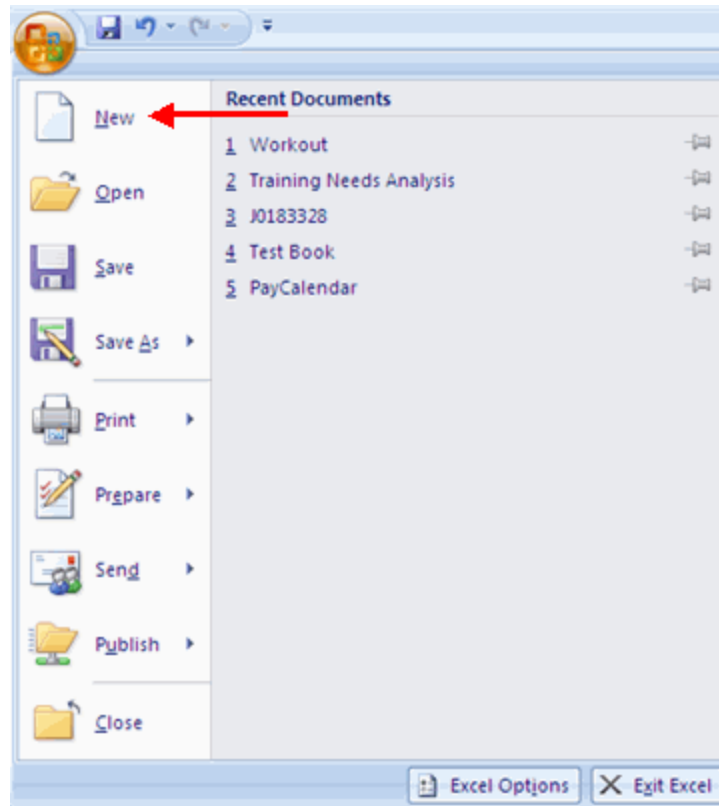 New
Open
Save
Save As
Print
Prepare
Send
Publish
Close
Recent Documents
1 Workout
2 Training Needs Analysis
3 J0183328
4 Test Book
5 PayCalendar
Excel Options
Exit Excel